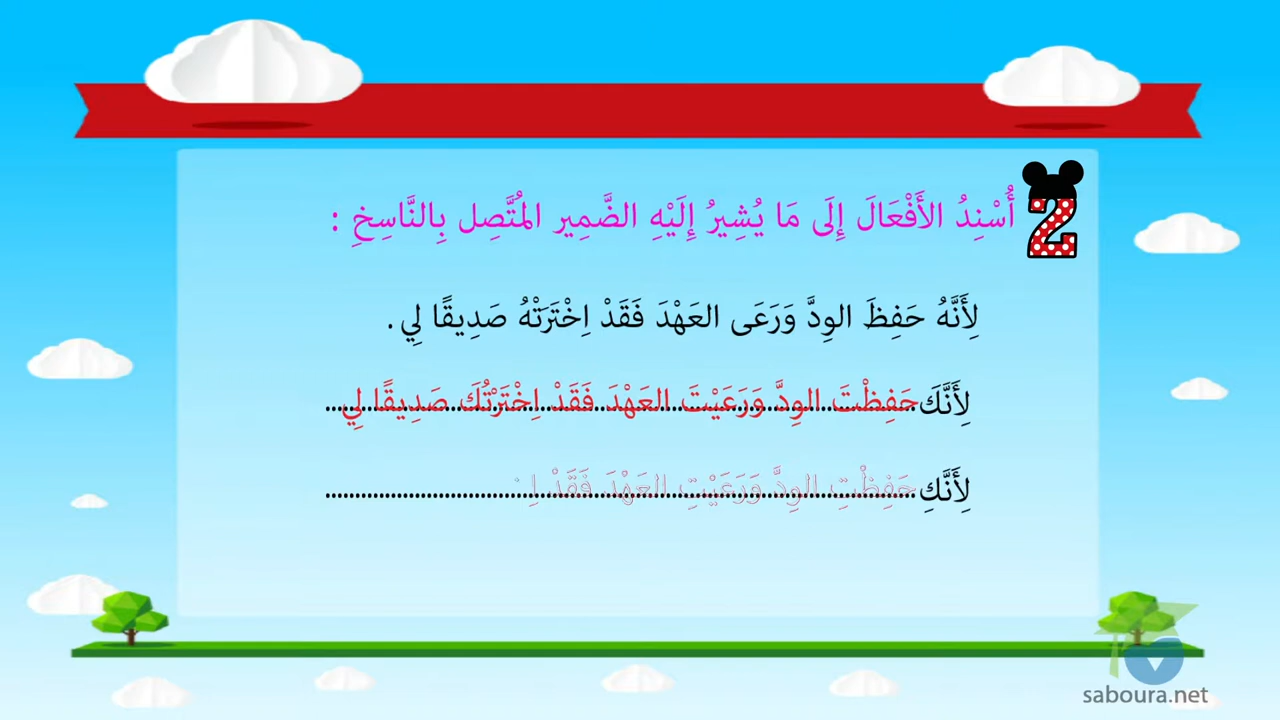 2 أُسْنِدُ الأَفْعَالَ إِلَى مَا يُشِيرُ إِلَيْهِ الضَّمِير المُتَّصِل بِالنَّاسِخِ :
لِأَنَّهُ حَفِظَ الوِدَّ وَرَعَى العَهْدَ فَقَدْ اِخْتَرَتْهُ صَدِيقًا لِي .
لِأَنَّكَ حَفِظْتَ الوِدَّ وَرَعَيْتَ العَهْدَ فَقَدْ اِخْتَرْتُكَ صَدِيقًا لِي
لِأَنَّكِ حَفِظْتِ الوِدَّ وَرَعَيْتِ العَهْدَ فَقَدْ
saboura.net